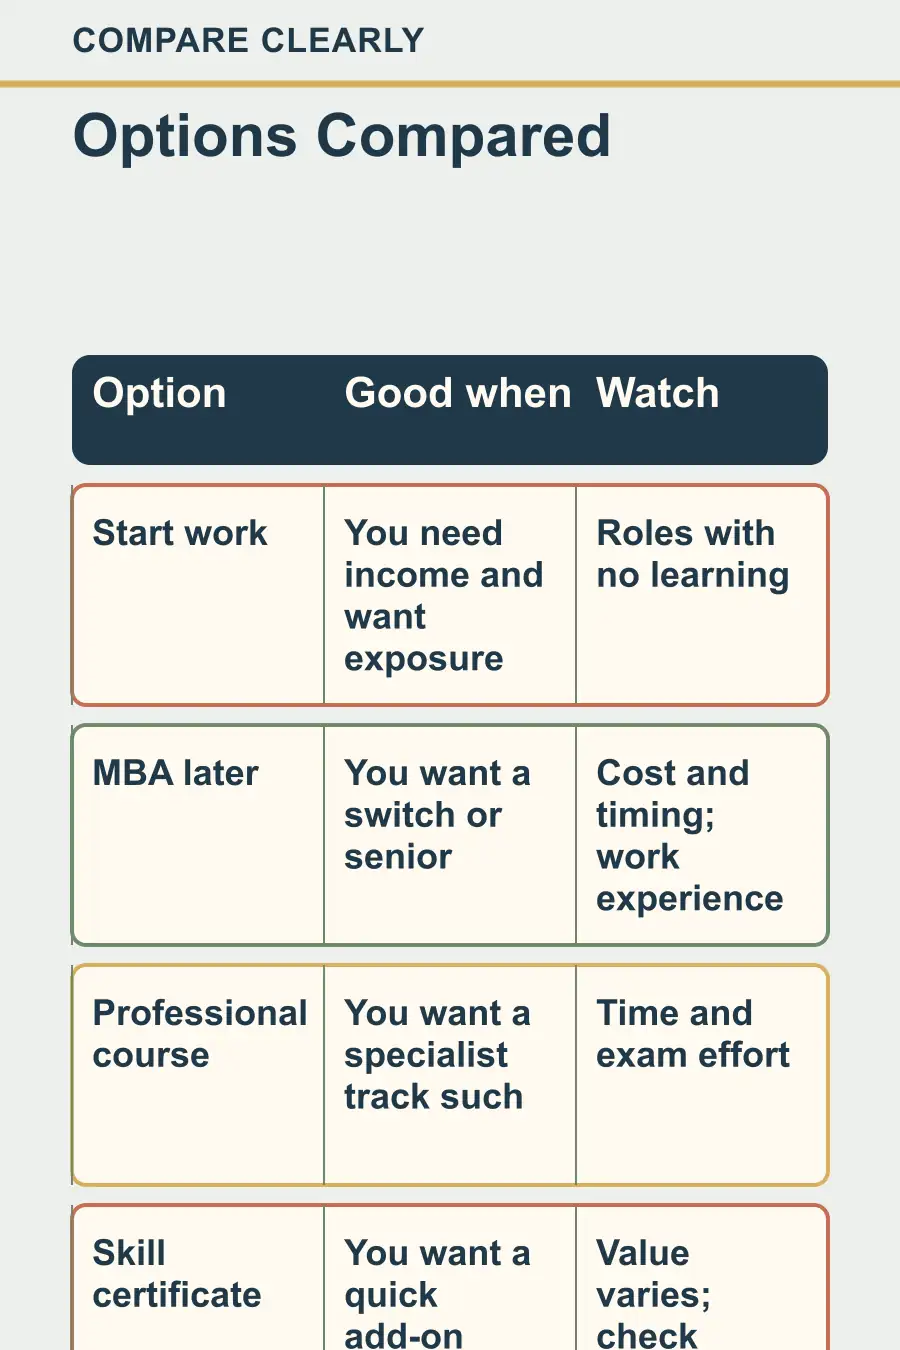 COMPARE CLEARLY
Options Compared
Option Good when Watch
Start work
You need
income and
want
exposure
Roles with
no learning
MBA later
You want a
switch or
senior
Cost and
timing;
work
experience
Professional
course
You want a
specialist
track such
Time and
exam effort
Skill
certificate
You want a
quick
add-on
Value
varies;
check